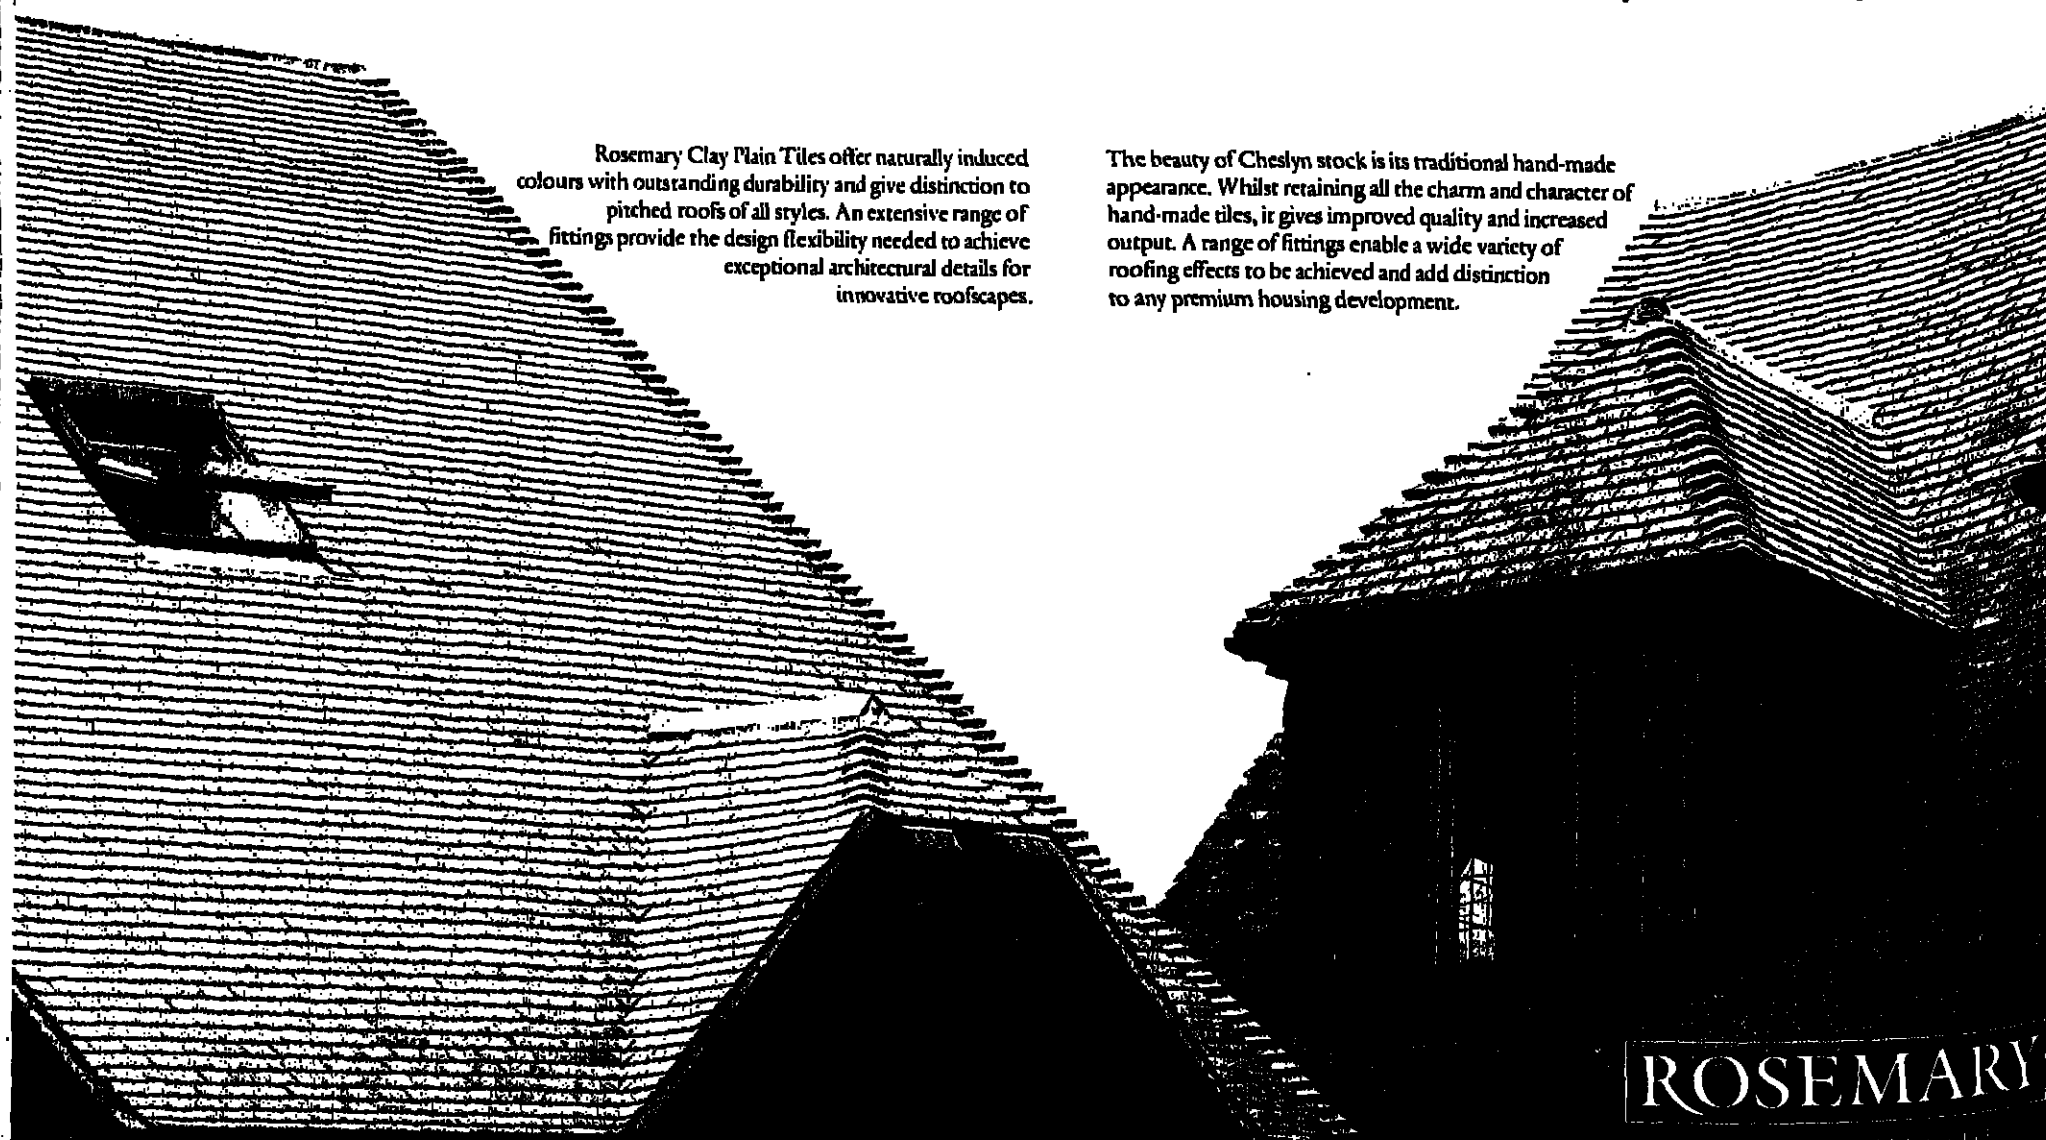 Rosemary Clay Plain Tiles offer naturally induced
colours with outstanding durability and give distinction to
pitched roofs of all styles. An extensive range of
fittings provide the design flexibility needed to achieve
exceptional architectural details for
innovative roofscapes.
The beauty of Cheslyn stock is its traditional hand-made
appearance. Whilst retaining all the charm and character of
hand-made tiles, it gives improved quality and increased
output. A range of fittings enable a wide variety of
roofing effects to be achieved and add distinction
to any premium housing development.
ROSEMARY